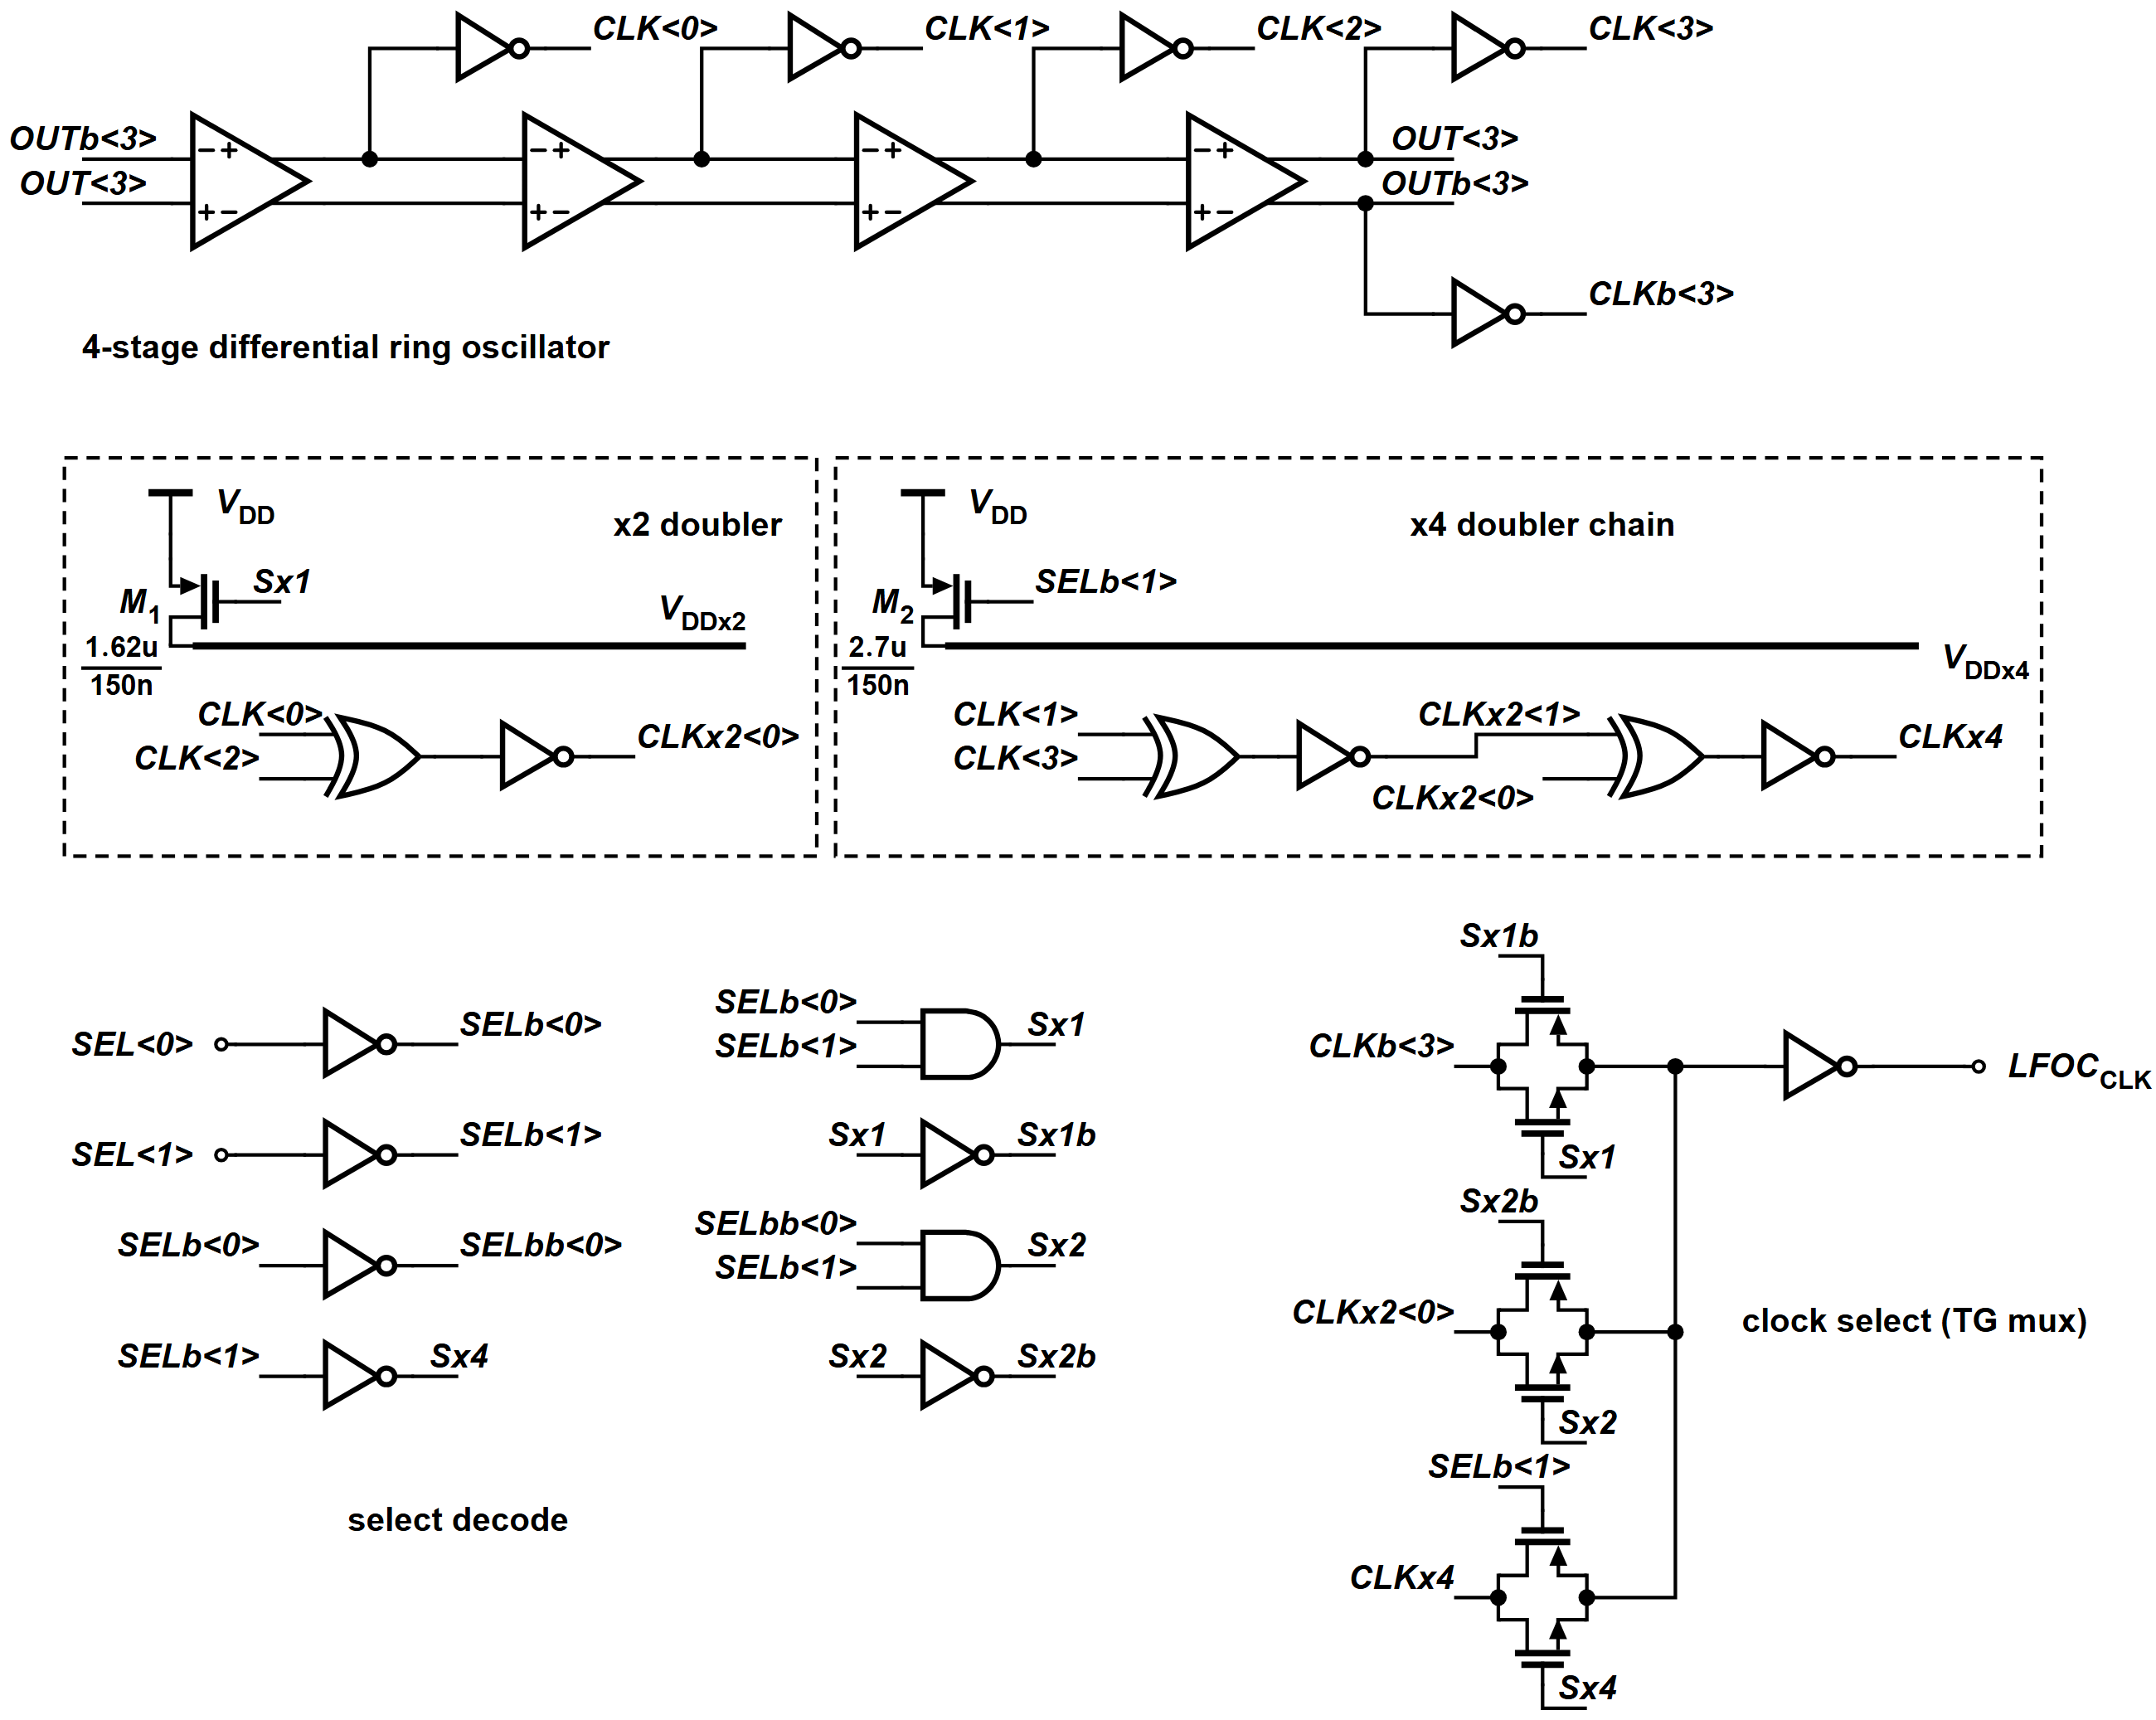 CLK<0>
CLK<1>
CLK<2>
CLK<3>
OUTb<3>
OUT<3>
− +
+ −
− +
+ −
− +
+ −
− +
+ −
OUT<3>
OUTb<3>
CLKb<3>
4-stage differential ring oscillator
VDD
x2 doubler
M1
Sx1
1.62u
150n
VDDx2
CLK<0>
CLK<2>
CLKx2<0>
VDD
x4 doubler chain
M2
SELb<1>
2.7u
150n
VDDx4
CLK<1>
CLK<3>
CLKx2<1>
CLKx2<0>
CLKx4
SEL<0>
SELb<0>
SEL<1>
SELb<1>
SELb<0>
SELbb<0>
SELb<1>
Sx4
SELb<0>
SELb<1>
Sx1
Sx1
Sx1b
SELbb<0>
SELb<1>
Sx2
Sx2
Sx2b
select decode
Sx1b
CLKb<3>
Sx1
LFOCCLK
Sx2b
CLKx2<0>
Sx2
clock select (TG mux)
SELb<1>
CLKx4
Sx4